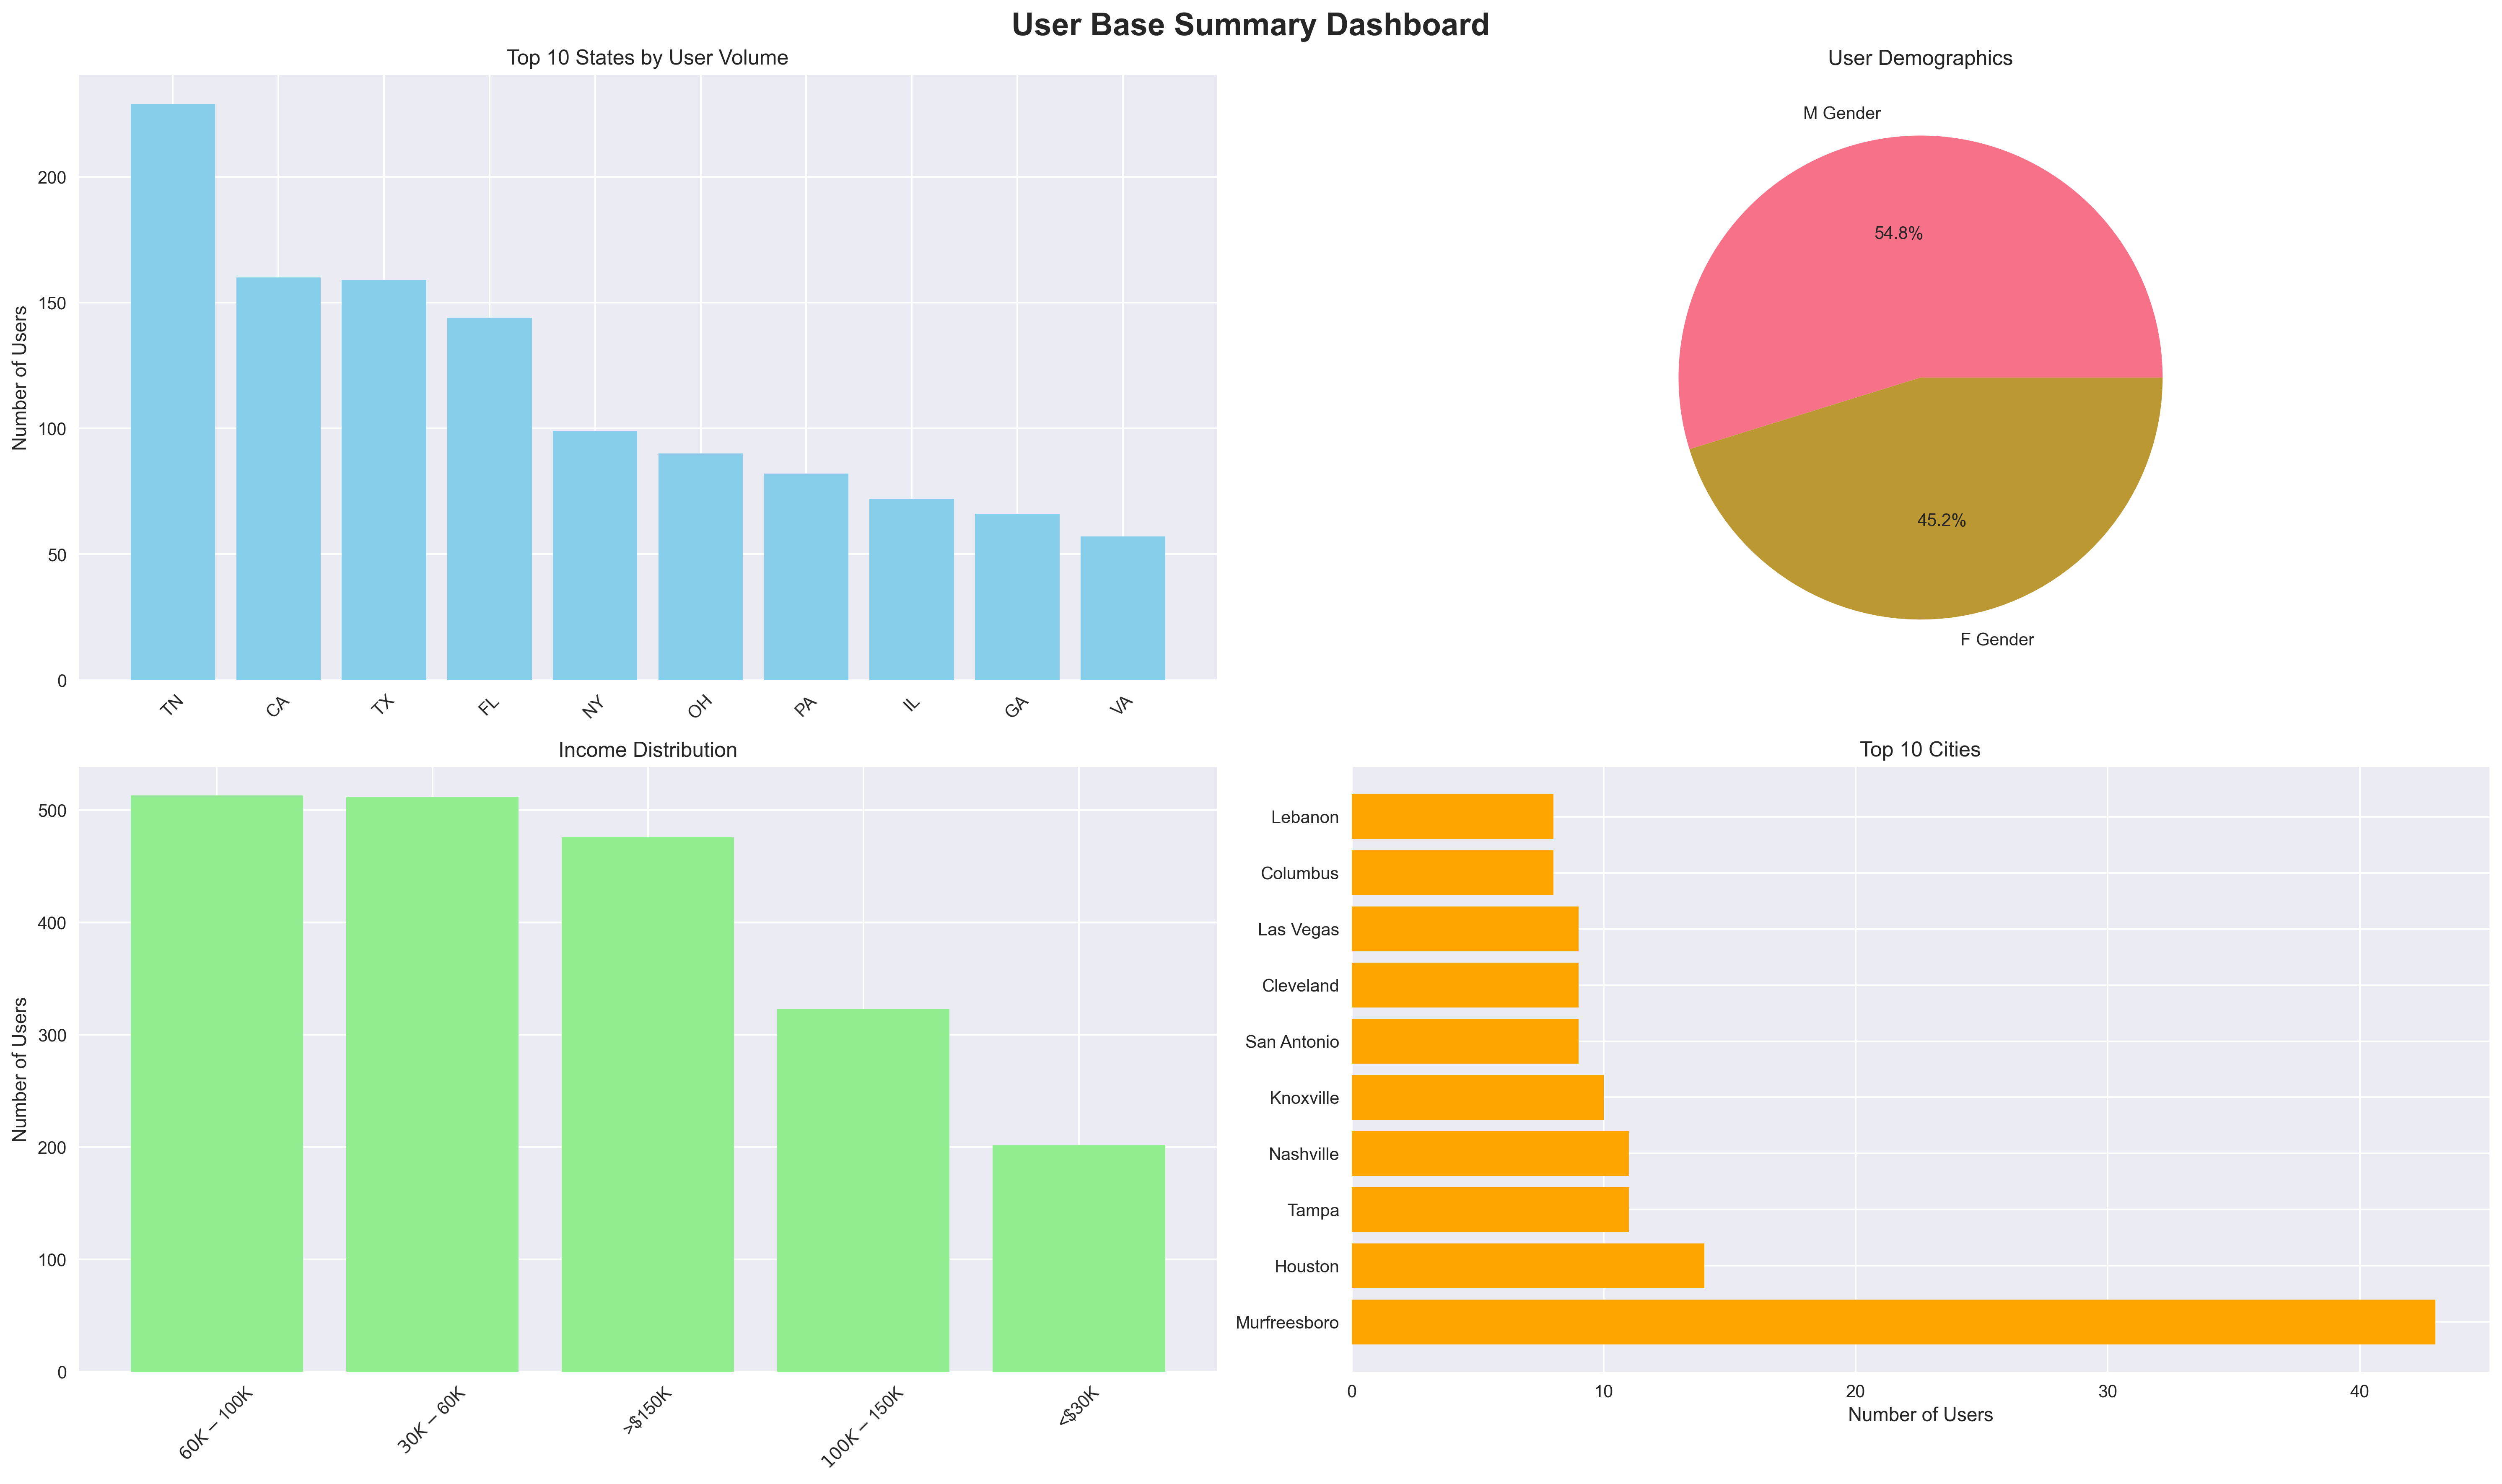 User Base Summary Dashboard
Top 10 States by User Volume
Number of Users
200
150
100
50
0
TN
CA
TX
FL
NY
OH
PA
IL
GA
VA
User Demographics
M Gender
54.8%
45.2%
F Gender
Income Distribution
Number of Users
500
400
300
200
100
0
60K – 100K
30K – 60K
>$150K
100K – 150K
<$30K
Top 10 Cities
Lebanon
Columbus
Las Vegas
Cleveland
San Antonio
Knoxville
Nashville
Tampa
Houston
Murfreesboro
0
10
20
30
40
Number of Users